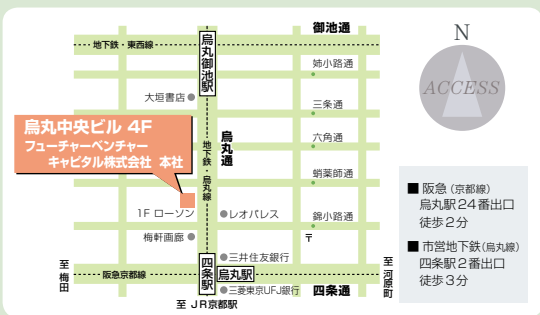 御池通
地下鉄・東西線
烏丸御池駅
姉小路通
大垣書店
三条通
烏丸中央ビル 4F
フューチャーベンチャー
キャピタル株式会社 本社
烏丸通
地下鉄・烏丸線
六角通
蛸薬師通
1F ローソン
レオパレス
錦小路通
梅軒画廊
〒
三井住友銀行
至梅田
阪急京都線
四条駅
烏丸駅
至河原町
三菱東京UFJ銀行
四条通
至 JR京都駅
N
ACCESS
■ 阪急(京都線)
烏丸駅24番出口
徒歩2分
■ 市営地下鉄(烏丸線)
四条駅2番出口
徒歩3分